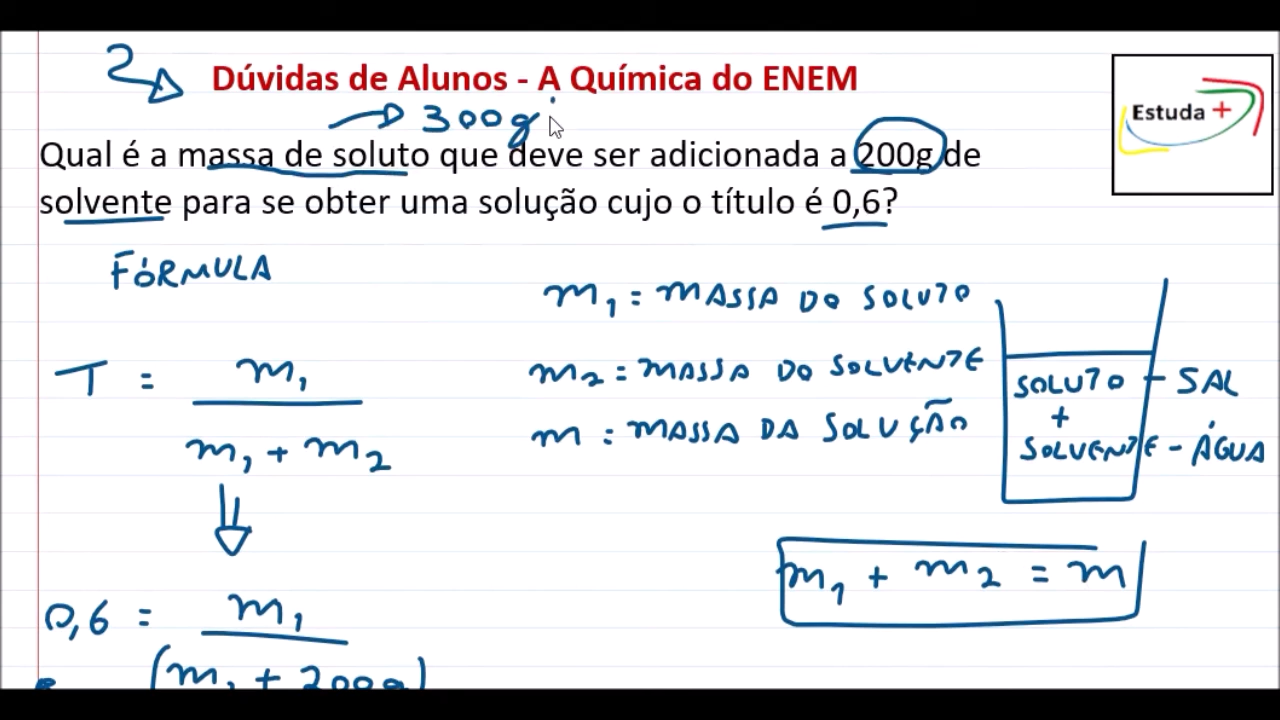 Dúvidas de Alunos - A Química do ENEM
Estuda +
300g
Qual é a massa de soluto que deve ser adicionada a 200g de
solvente para se obter uma solução cujo o título é 0,6?
FÓRMULA
m1 = MASSA DO SOLUTO
T = m1
m1 + m2
m2 = MASSA DO SOLVENTE
m = MASSA DA SOLUÇÃO
SOLUTO - SAL
+
SOLVENTE - ÁGUA
m1 + m2 = m
0,6 = m1
(m1 + 200g)